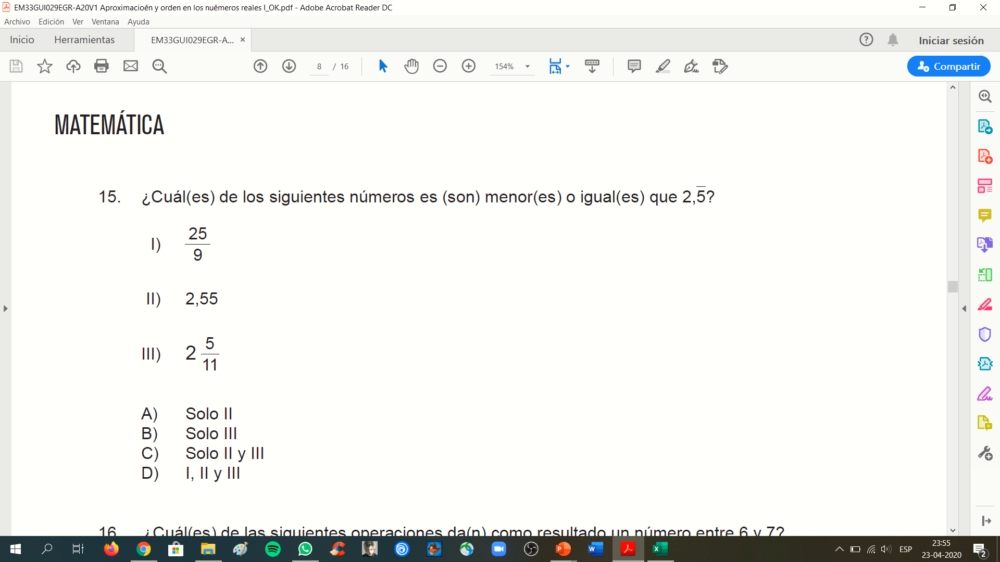 EM33GUI029EGR-A20V1 Aproximacioěn y orden en los nuěmeros reales I_OK.pdf - Adobe Acrobat Reader DC
Archivo Edición Ver Ventana Ayuda
Inicio Herramientas EM33GUI029EGR-A... × Iniciar sesión
8 / 16 154% Compartir
MATEMÁTICA
15. ¿Cuál(es) de los siguientes números es (son) menor(es) o igual(es) que 2,5̅?
I) 25/9
II) 2,55
III) 2 5/11
A) Solo II
B) Solo III
C) Solo II y III
D) I, II y III
16. ¿Cuál(es) de las siguientes operaciones da(n) como resultado un número entre 6 y 7?
ESP 23:55
23-04-2020 2